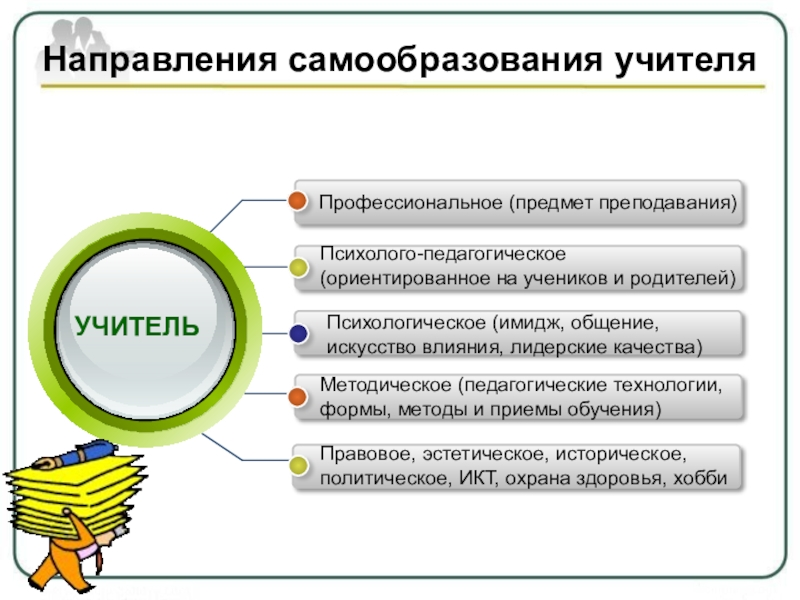 Направления самообразования учителя
Профессиональное (предмет преподавания)
Психолого-педагогическое
(ориентированное на учеников и родителей)
УЧИТЕЛЬ
Психологическое (имидж, общение,
искусство влияния, лидерские качества)
Методическое (педагогические технологии,
формы, методы и приемы обучения)
Правовое, эстетическое, историческое,
политическое, ИКТ, охрана здоровья, хобби